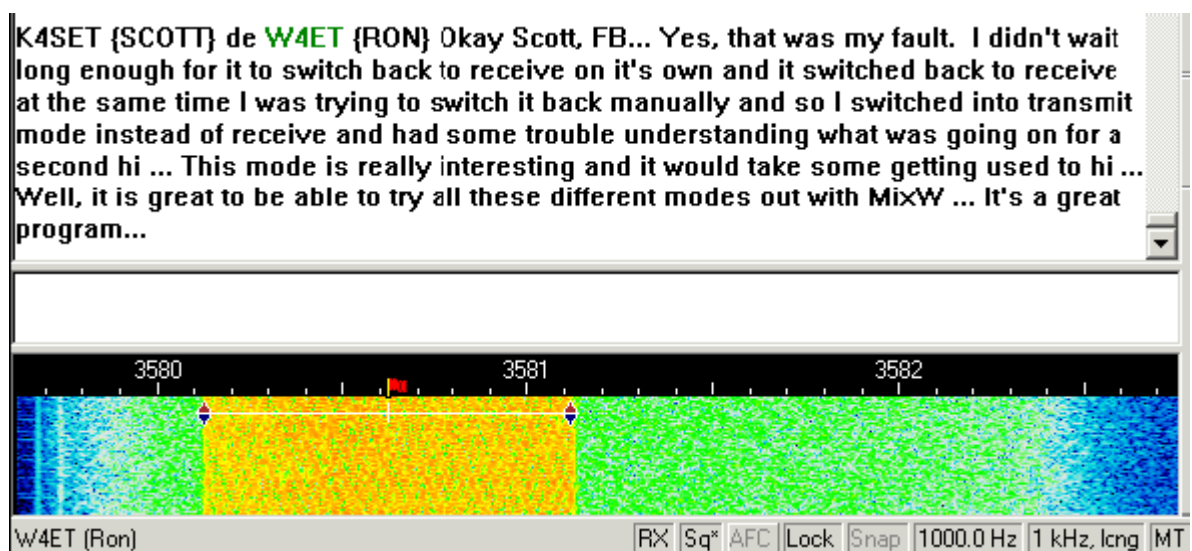 K4SET {SCOTT} de W4ET {RON} Okay Scott, FB... Yes, that was my fault.  I didn't wait
long enough for it to switch back to receive on it's own and it switched back to receive
at the same time I was trying to switch it back manually and so I switched into transmit
mode instead of receive and had some trouble understanding what was going on for a
second hi ... This mode is really interesting and it would take some getting used to hi ...
Well, it is great to be able to try all these different modes out with MixW ... It's a great
program...
3580 3581 3582
W4ET (Ron) RX Sq* AFC Lock Snap 1000.0 Hz 1 kHz, long MT